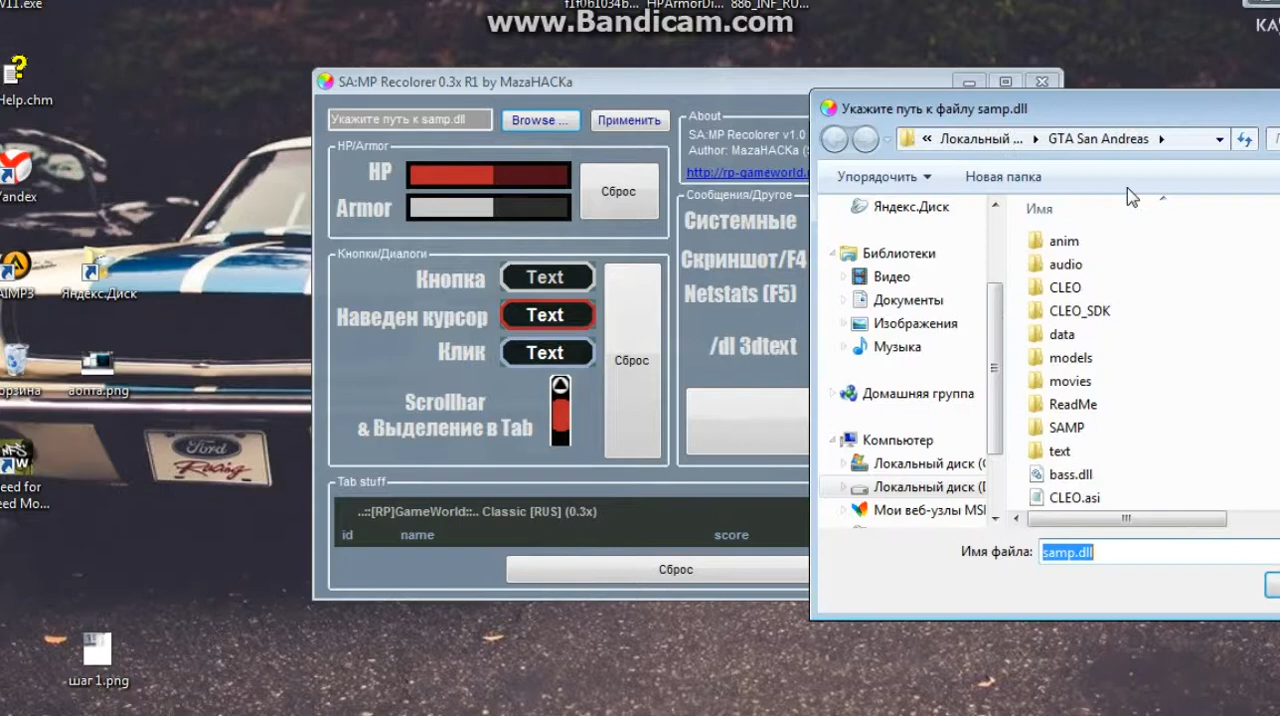 www.Bandicam.com
SA:MP Recolorer 0.3x R1 by MazaHACKa
Укажите путь к samp.dll
Browse ...
Применить
HP/Armor
HP
Armor
Сброс
Кнопки/Диалоги
Кнопка
Text
Наведен курсор
Text
Клик
Text
Scrollbar
& Выделение в Tab
Сброс
About
SA:MP Recolorer v1.0
Author: MazaHACKa (
http://rp-gameworld.
Сообщения/Другое
Системные
Скриншот/F4
Netstats (F5)
/dl 3dtext
Tab stuff
..::[RP]GameWorld::.. Classic [RUS] (0.3x)
id name score
Сброс
Укажите путь к файлу samp.dll
« Локальный ... GTA San Andreas
Упорядочить Новая папка
Яндекс.Диск
Библиотеки
Видео
Документы
Изображения
Музыка
Домашняя группа
Компьютер
Локальный диск (
Локальный диск (
Мои веб-узлы MS
Имя
anim
audio
CLEO
CLEO_SDK
data
models
movies
ReadMe
SAMP
text
bass.dll
CLEO.asi
Имя файла: samp.dll
Help.chm
Yandex
AIMP3
Яндекс.Диск
аопта.png
Ford
Racing
шаг 1.png